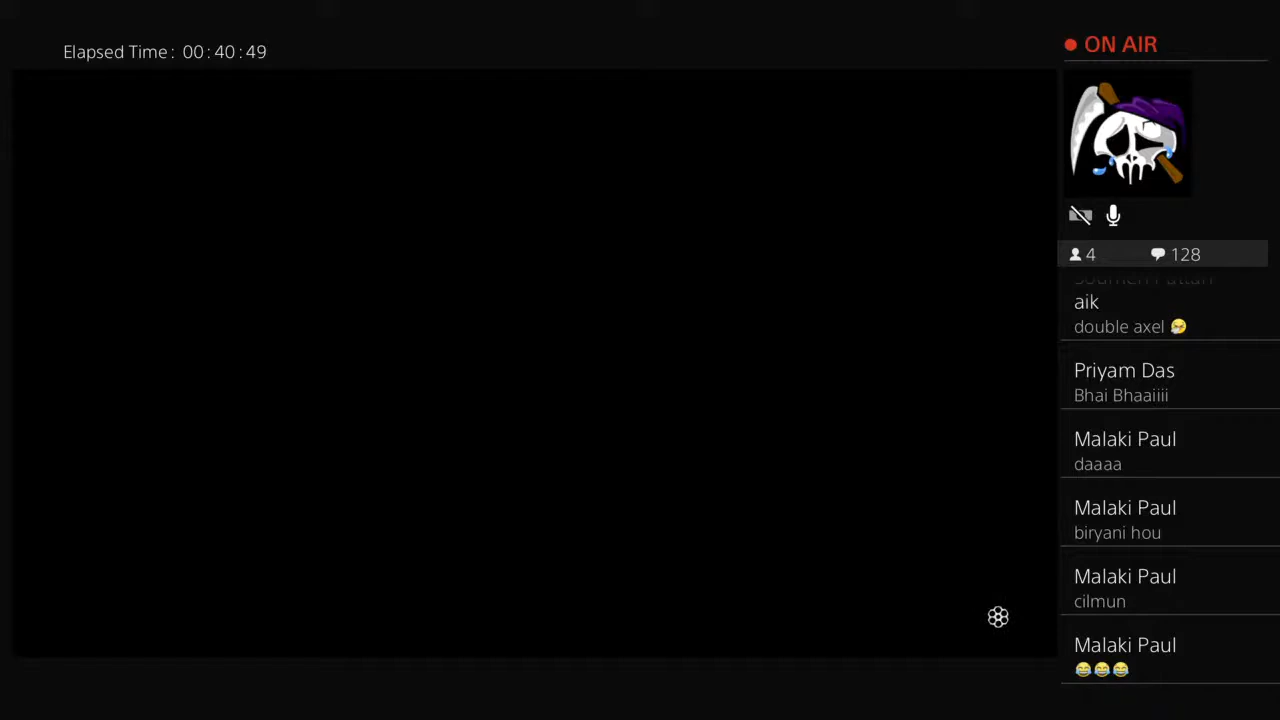 Elapsed Time: 00:40:49
ON AIR
4 128
aik
double axel 🤧
Priyam Das
Bhai Bhaaiiii
Malaki Paul
daaaa
Malaki Paul
biryani hou
Malaki Paul
cilmun
Malaki Paul
😂😂😂